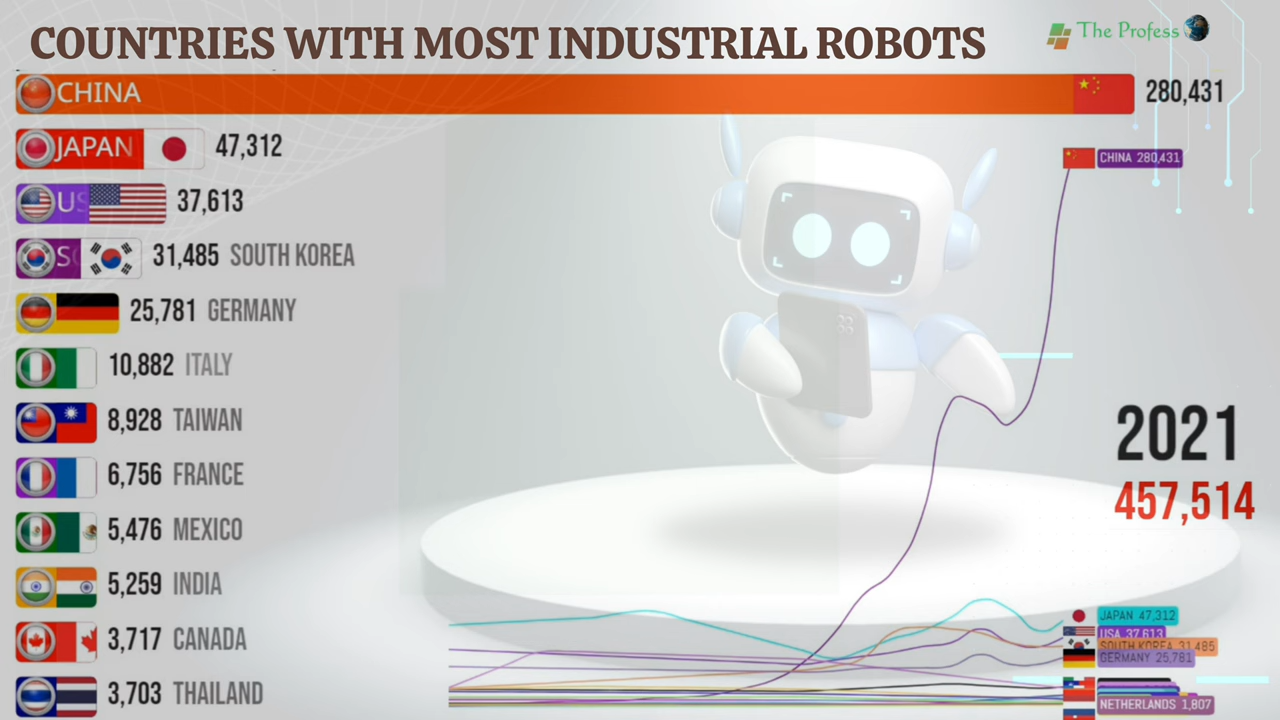 COUNTRIES WITH MOST INDUSTRIAL ROBOTS
The Profess
CHINA 280,431
JAPAN 47,312
CHINA 280,431
US 37,613
S 31,485 SOUTH KOREA
25,781 GERMANY
10,882 ITALY
8,928 TAIWAN
2021
6,756 FRANCE
457,514
5,476 MEXICO
5,259 INDIA
3,717 CANADA
3,703 THAILAND
JAPAN 47,312
USA 37,613
SOUTH KOREA 31,485
GERMANY 25,781
NETHERLANDS 1,807